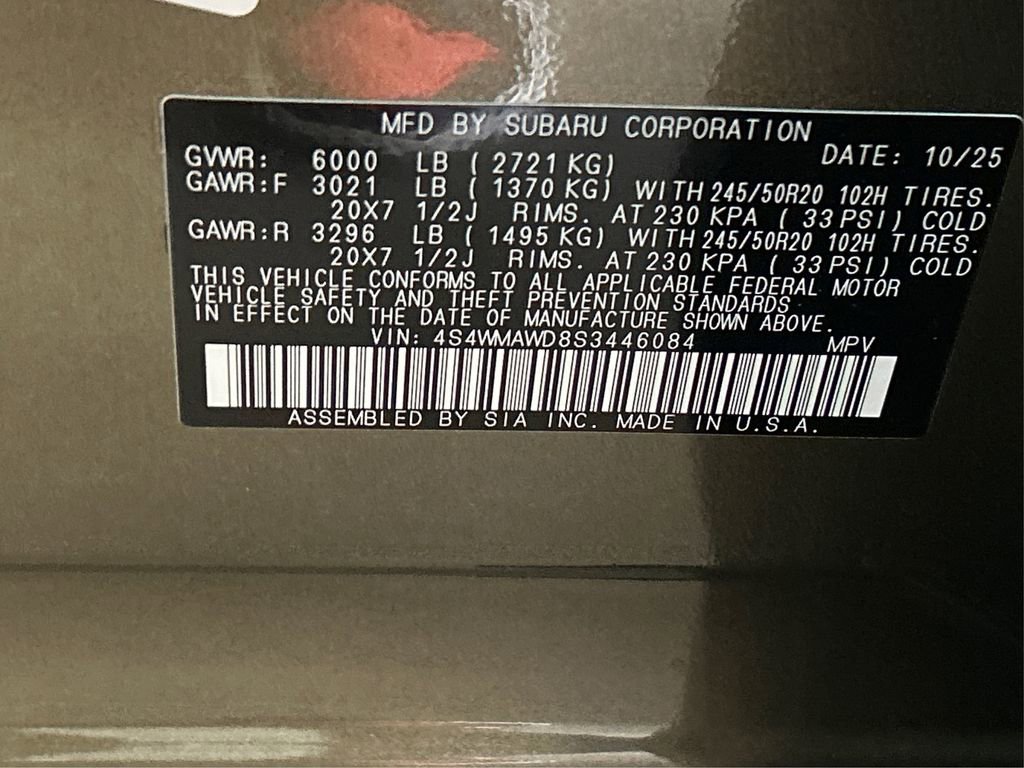 MFD BY SUBARU CORPORATION
GVWR: 6000 LB ( 2721 KG) DATE: 10/25
GAWR:F 3021 LB ( 1370 KG) WITH 245/50R20 102H TIRES.
20X7 1/2J RIMS. AT 230 KPA ( 33 PSI) COLD
GAWR:R 3296 LB ( 1495 KG) WITH 245/50R20 102H TIRES.
20X7 1/2J RIMS. AT 230 KPA ( 33 PSI) COLD
THIS VEHICLE CONFORMS TO ALL APPLICABLE FEDERAL MOTOR
VEHICLE SAFETY AND THEFT PREVENTION STANDARDS
IN EFFECT ON THE DATE OF MANUFACTURE SHOWN ABOVE.
VIN: 4S4WMAWD8S3446084 MPV
ASSEMBLED BY SIA INC. MADE IN U.S.A.